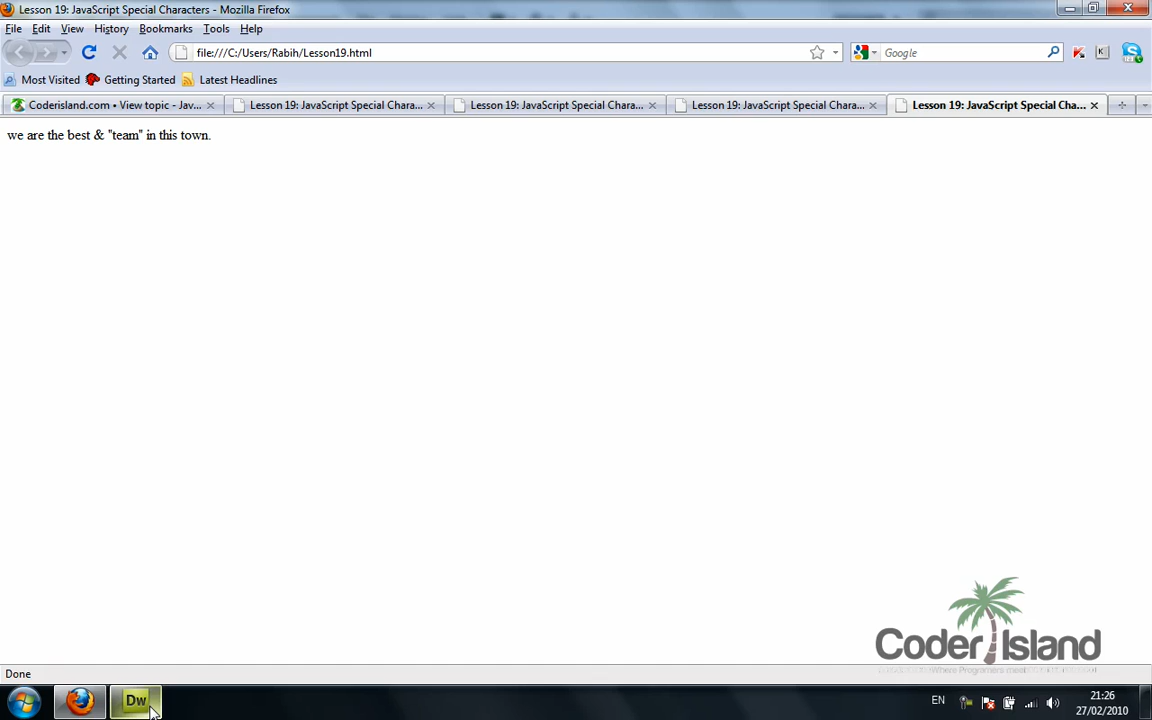 Lesson 19: JavaScript Special Characters - Mozilla Firefox
File Edit View History Bookmarks Tools Help
file:///C:/Users/Rabih/Lesson19.html
Google
Most Visited Getting Started Latest Headlines
Coderisland.com • View topic - Jav... Lesson 19: JavaScript Special Chara... Lesson 19: JavaScript Special Chara... Lesson 19: JavaScript Special Chara... Lesson 19: JavaScript Special Cha...
we are the best & "team" in this town.
Coder Island
Where Programers meet
Done
Dw
EN
21:26
27/02/2010